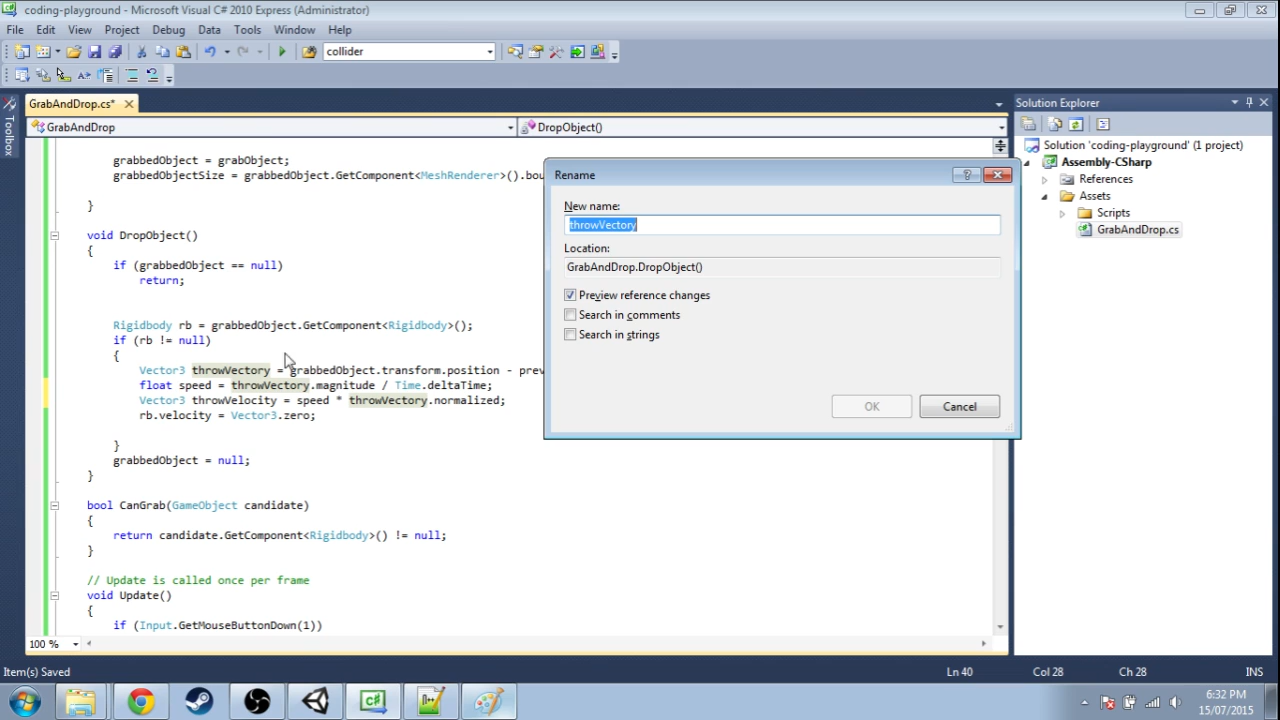 coding-playground - Microsoft Visual C# 2010 Express (Administrator)
File Edit View Project Debug Data Tools Window Help
collider
Toolbox
GrabAndDrop.cs*
GrabAndDrop
DropObject()
grabbedObject = grabObject;
grabbedObjectSize = grabbedObject.GetComponent<MeshRenderer>().bou
}
void DropObject()
{
if (grabbedObject == null)
return;
Rigidbody rb = grabbedObject.GetComponent<Rigidbody>();
if (rb != null)
{
Vector3 throwVectory = grabbedObject.transform.position - prev
float speed = throwVectory.magnitude / Time.deltaTime;
Vector3 throwVelocity = speed * throwVectory.normalized;
rb.velocity = Vector3.zero;
}
grabbedObject = null;
}
bool CanGrab(GameObject candidate)
{
return candidate.GetComponent<Rigidbody>() != null;
}
// Update is called once per frame
void Update()
{
if (Input.GetMouseButtonDown(1))
100 %
Rename
New name:
throwVectory
Location:
GrabAndDrop.DropObject()
Preview reference changes
Search in comments
Search in strings
OK Cancel
Solution Explorer
Solution 'coding-playground' (1 project)
Assembly-CSharp
References
Assets
Scripts
GrabAndDrop.cs
Item(s) Saved Ln 40 Col 28 Ch 28 INS
6:32 PM
15/07/2015